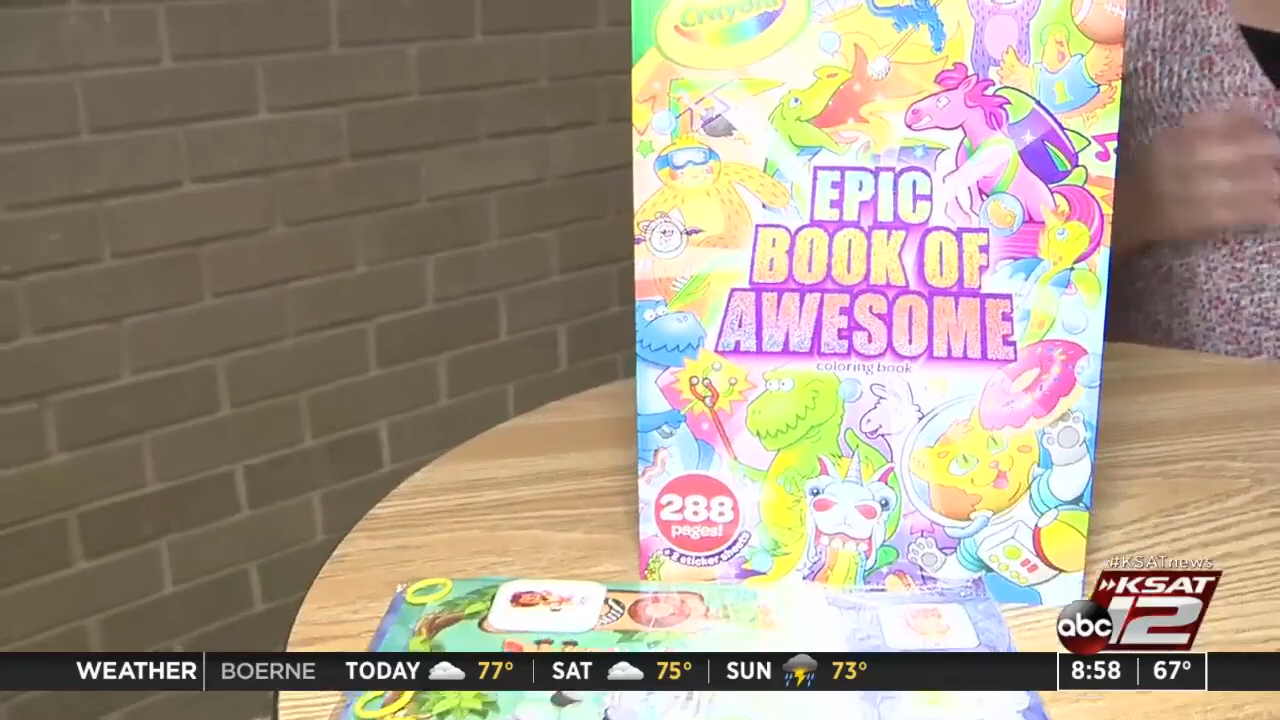 Crayola
1
EPIC
BOOK OF
AWESOME
coloring book
288
pages!
#KSATnews
KSAT
abc 12
WEATHER BOERNE TODAY 77° SAT 75° SUN 73° 8:58 67°